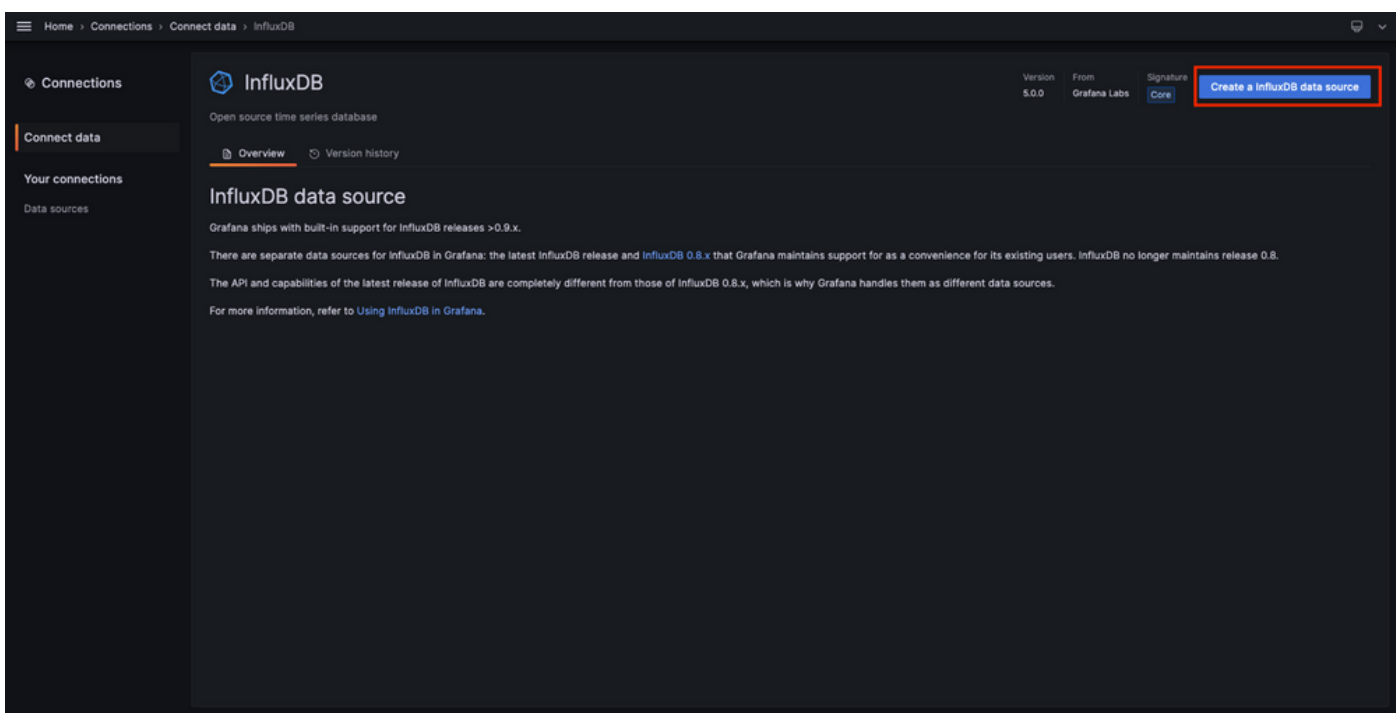 Home › Connections › Connect data › InfluxDB
Connections
Connect data
Your connections
Data sources
InfluxDB
Open source time series database
Version
5.0.0
From
Grafana Labs
Signature
Core
Create a InfluxDB data source
Overview
Version history
InfluxDB data source
Grafana ships with built-in support for InfluxDB releases >0.9.x.
There are separate data sources for InfluxDB in Grafana: the latest InfluxDB release and InfluxDB 0.8.x that Grafana maintains support for as a convenience for its existing users. InfluxDB no longer maintains release 0.8.
The API and capabilities of the latest release of InfluxDB are completely different from those of InfluxDB 0.8.x, which is why Grafana handles them as different data sources.
For more information, refer to Using InfluxDB in Grafana.